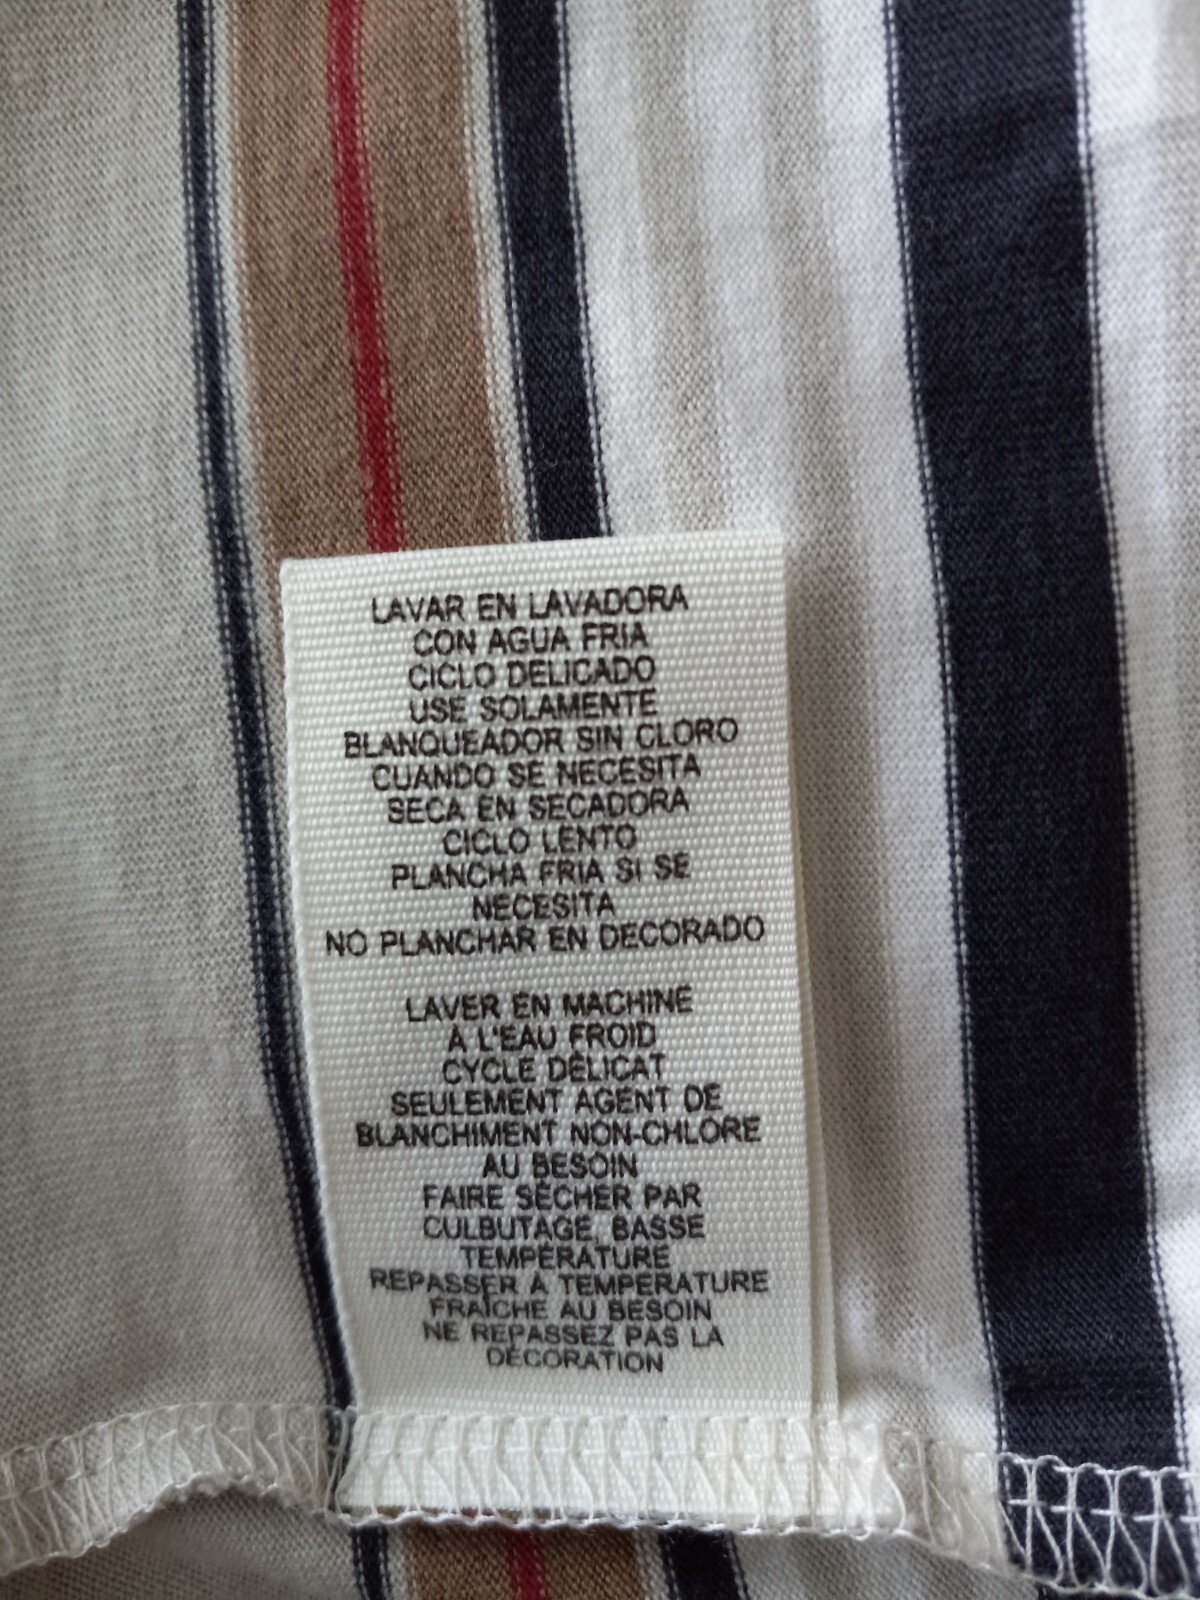 LAVAR EN LAVADORA
CON AGUA FRIA
CICLO DELICADO
USE SOLAMENTE
BLANQUEADOR SIN CLORO
CUANDO SE NECESITA
SECA EN SECADORA
CICLO LENTO
PLANCHA FRIA SI SE
NECESITA
NO PLANCHAR EN DECORADO
LAVER EN MACHINE
À L'EAU FROID
CYCLE DÉLICAT
SEULEMENT AGENT DE
BLANCHIMENT NON-CHLORE
AU BESOIN
FAIRE SÉCHER PAR
CULBUTAGE, BASSE
TEMPÉRATURE
REPASSER À TEMPÉRATURE
FRAÎCHE AU BESOIN
NE REPASSEZ PAS LA
DÉCORATION